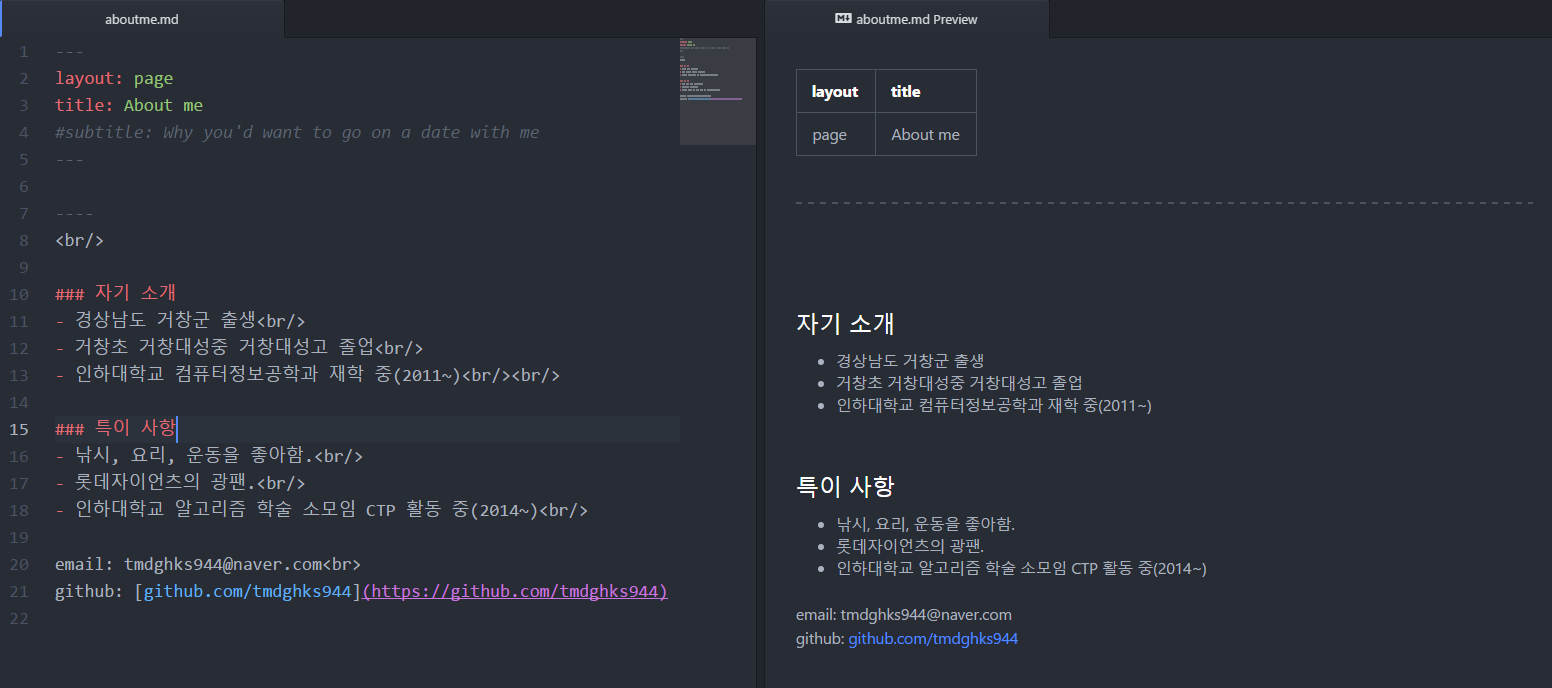 aboutme.md
1 ---
2 layout: page
3 title: About me
4 #subtitle: Why you'd want to go on a date with me
5 ---
6
7 ----
8 <br/>
9
10 ### 자기 소개
11 - 경상남도 거창군 출생<br/>
12 - 거창초 거창대성중 거창대성고 졸업<br/>
13 - 인하대학교 컴퓨터정보공학과 재학 중(2011~)<br/><br/>
14
15 ### 특이 사항
16 - 낚시, 요리, 운동을 좋아함.<br/>
17 - 롯데자이언츠의 광팬.<br/>
18 - 인하대학교 알고리즘 학술 소모임 CTP 활동 중(2014~)<br/>
19
20 email: tmdghks944@naver.com<br>
21 github: [github.com/tmdghks944](https://github.com/tmdghks944)
22
aboutme.md Preview
layout title
page About me
자기 소개
• 경상남도 거창군 출생
• 거창초 거창대성중 거창대성고 졸업
• 인하대학교 컴퓨터정보공학과 재학 중(2011~)
특이 사항
• 낚시, 요리, 운동을 좋아함.
• 롯데자이언츠의 광팬.
• 인하대학교 알고리즘 학술 소모임 CTP 활동 중(2014~)
email: tmdghks944@naver.com
github: github.com/tmdghks944